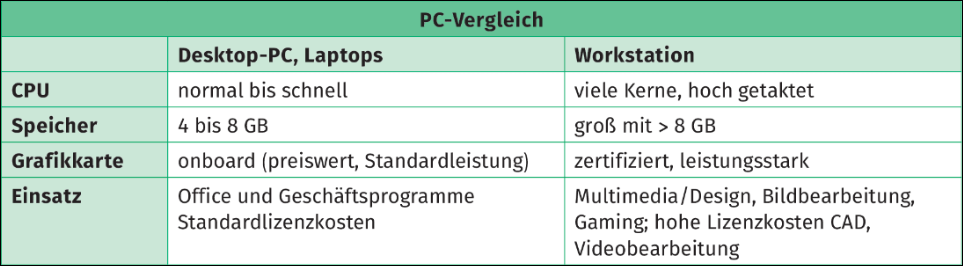 PC-Vergleich
Desktop-PC, Laptops Workstation
CPU normal bis schnell viele Kerne, hoch getaktet
Speicher 4 bis 8 GB groß mit > 8 GB
Grafikkarte onboard (preiswert, Standardleistung) zertifiziert, leistungsstark
Einsatz Office und Geschäftsprogramme Multimedia/Design, Bildbearbeitung,
Standardlizenzkosten Gaming; hohe Lizenzkosten CAD,
Videobearbeitung